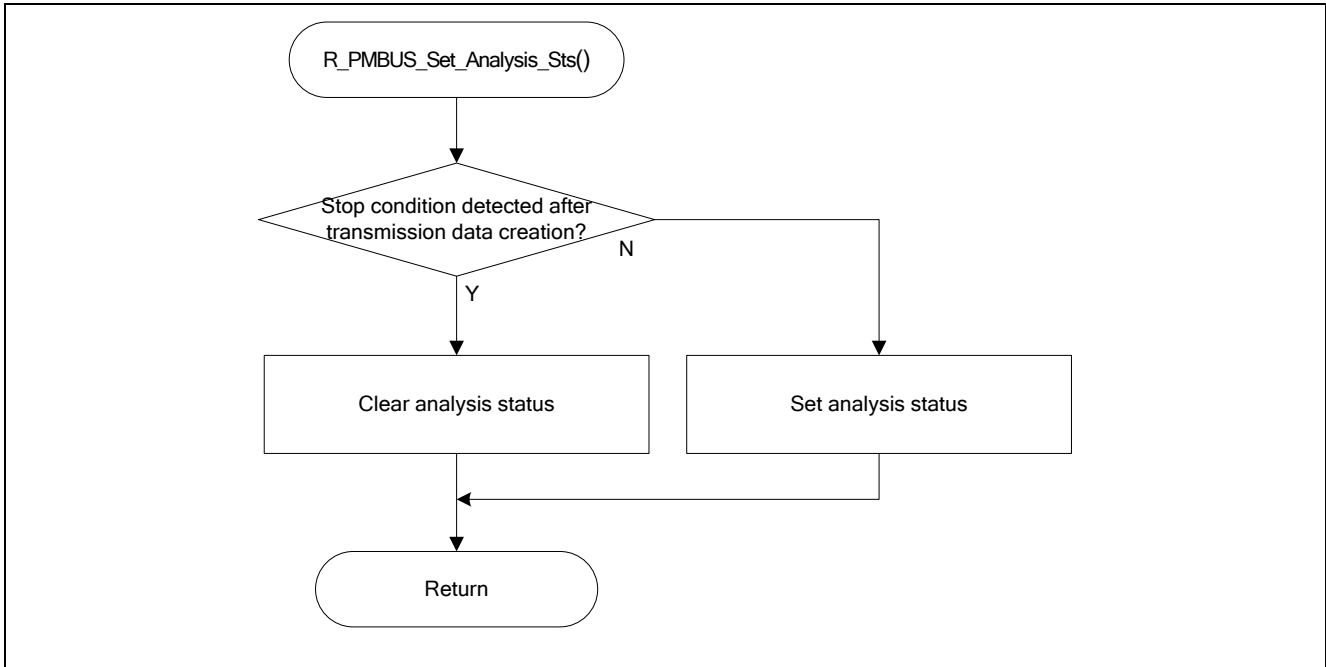 R_PMBUS_Set_Analysis_Sts()
Stop condition detected after
transmission data creation?
N
Y
Clear analysis status
Set analysis status
Return